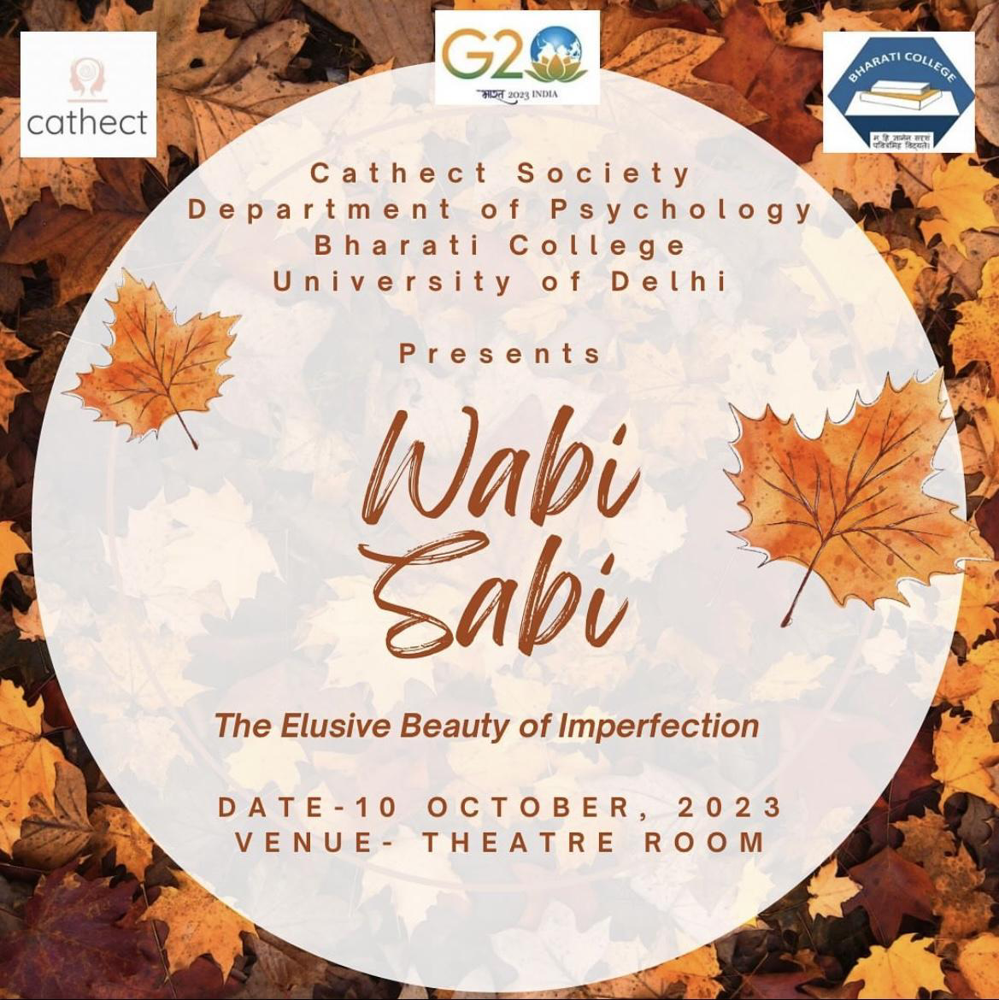 cathect
G20
भारत 2023 INDIA
BHARATI COLLEGE
न हि ज्ञानेन सदृशं
पवित्रमिह विद्यते।
Cathect Society
Department of Psychology
Bharati College
University of Delhi
Presents
Wabi
Sabi
The Elusive Beauty of Imperfection
DATE-10 OCTOBER, 2023
VENUE- THEATRE ROOM